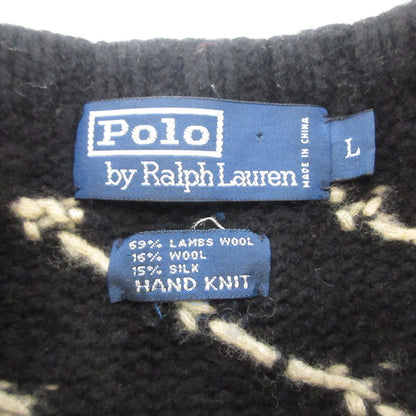 Polo
by Ralph Lauren
MADE IN CHINA
L
69% LAMBS WOOL
16% WOOL
15% SILK
HAND KNIT